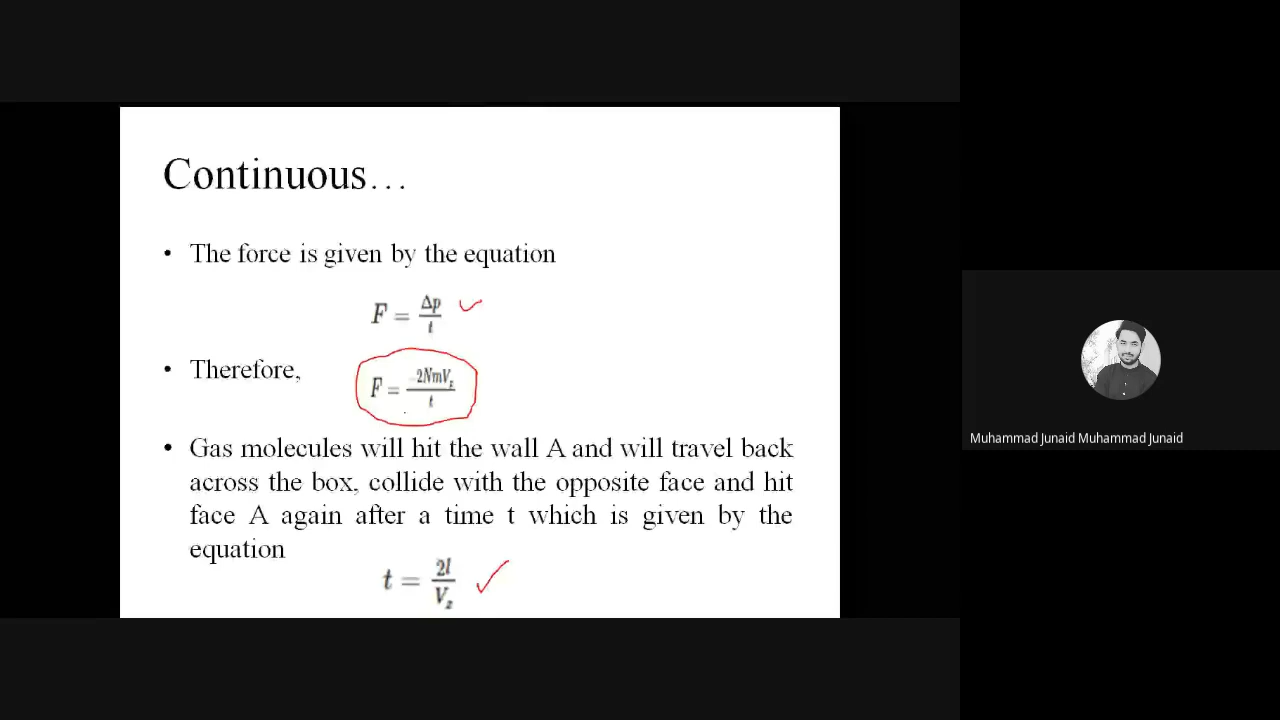 Continuous…
• The force is given by the equation
F = Δp/t
• Therefore,
F = -2NmVz/t
• Gas molecules will hit the wall A and will travel back
across the box, collide with the opposite face and hit
face A again after a time t which is given by the
equation
t = 2l/Vz
Muhammad Junaid Muhammad Junaid